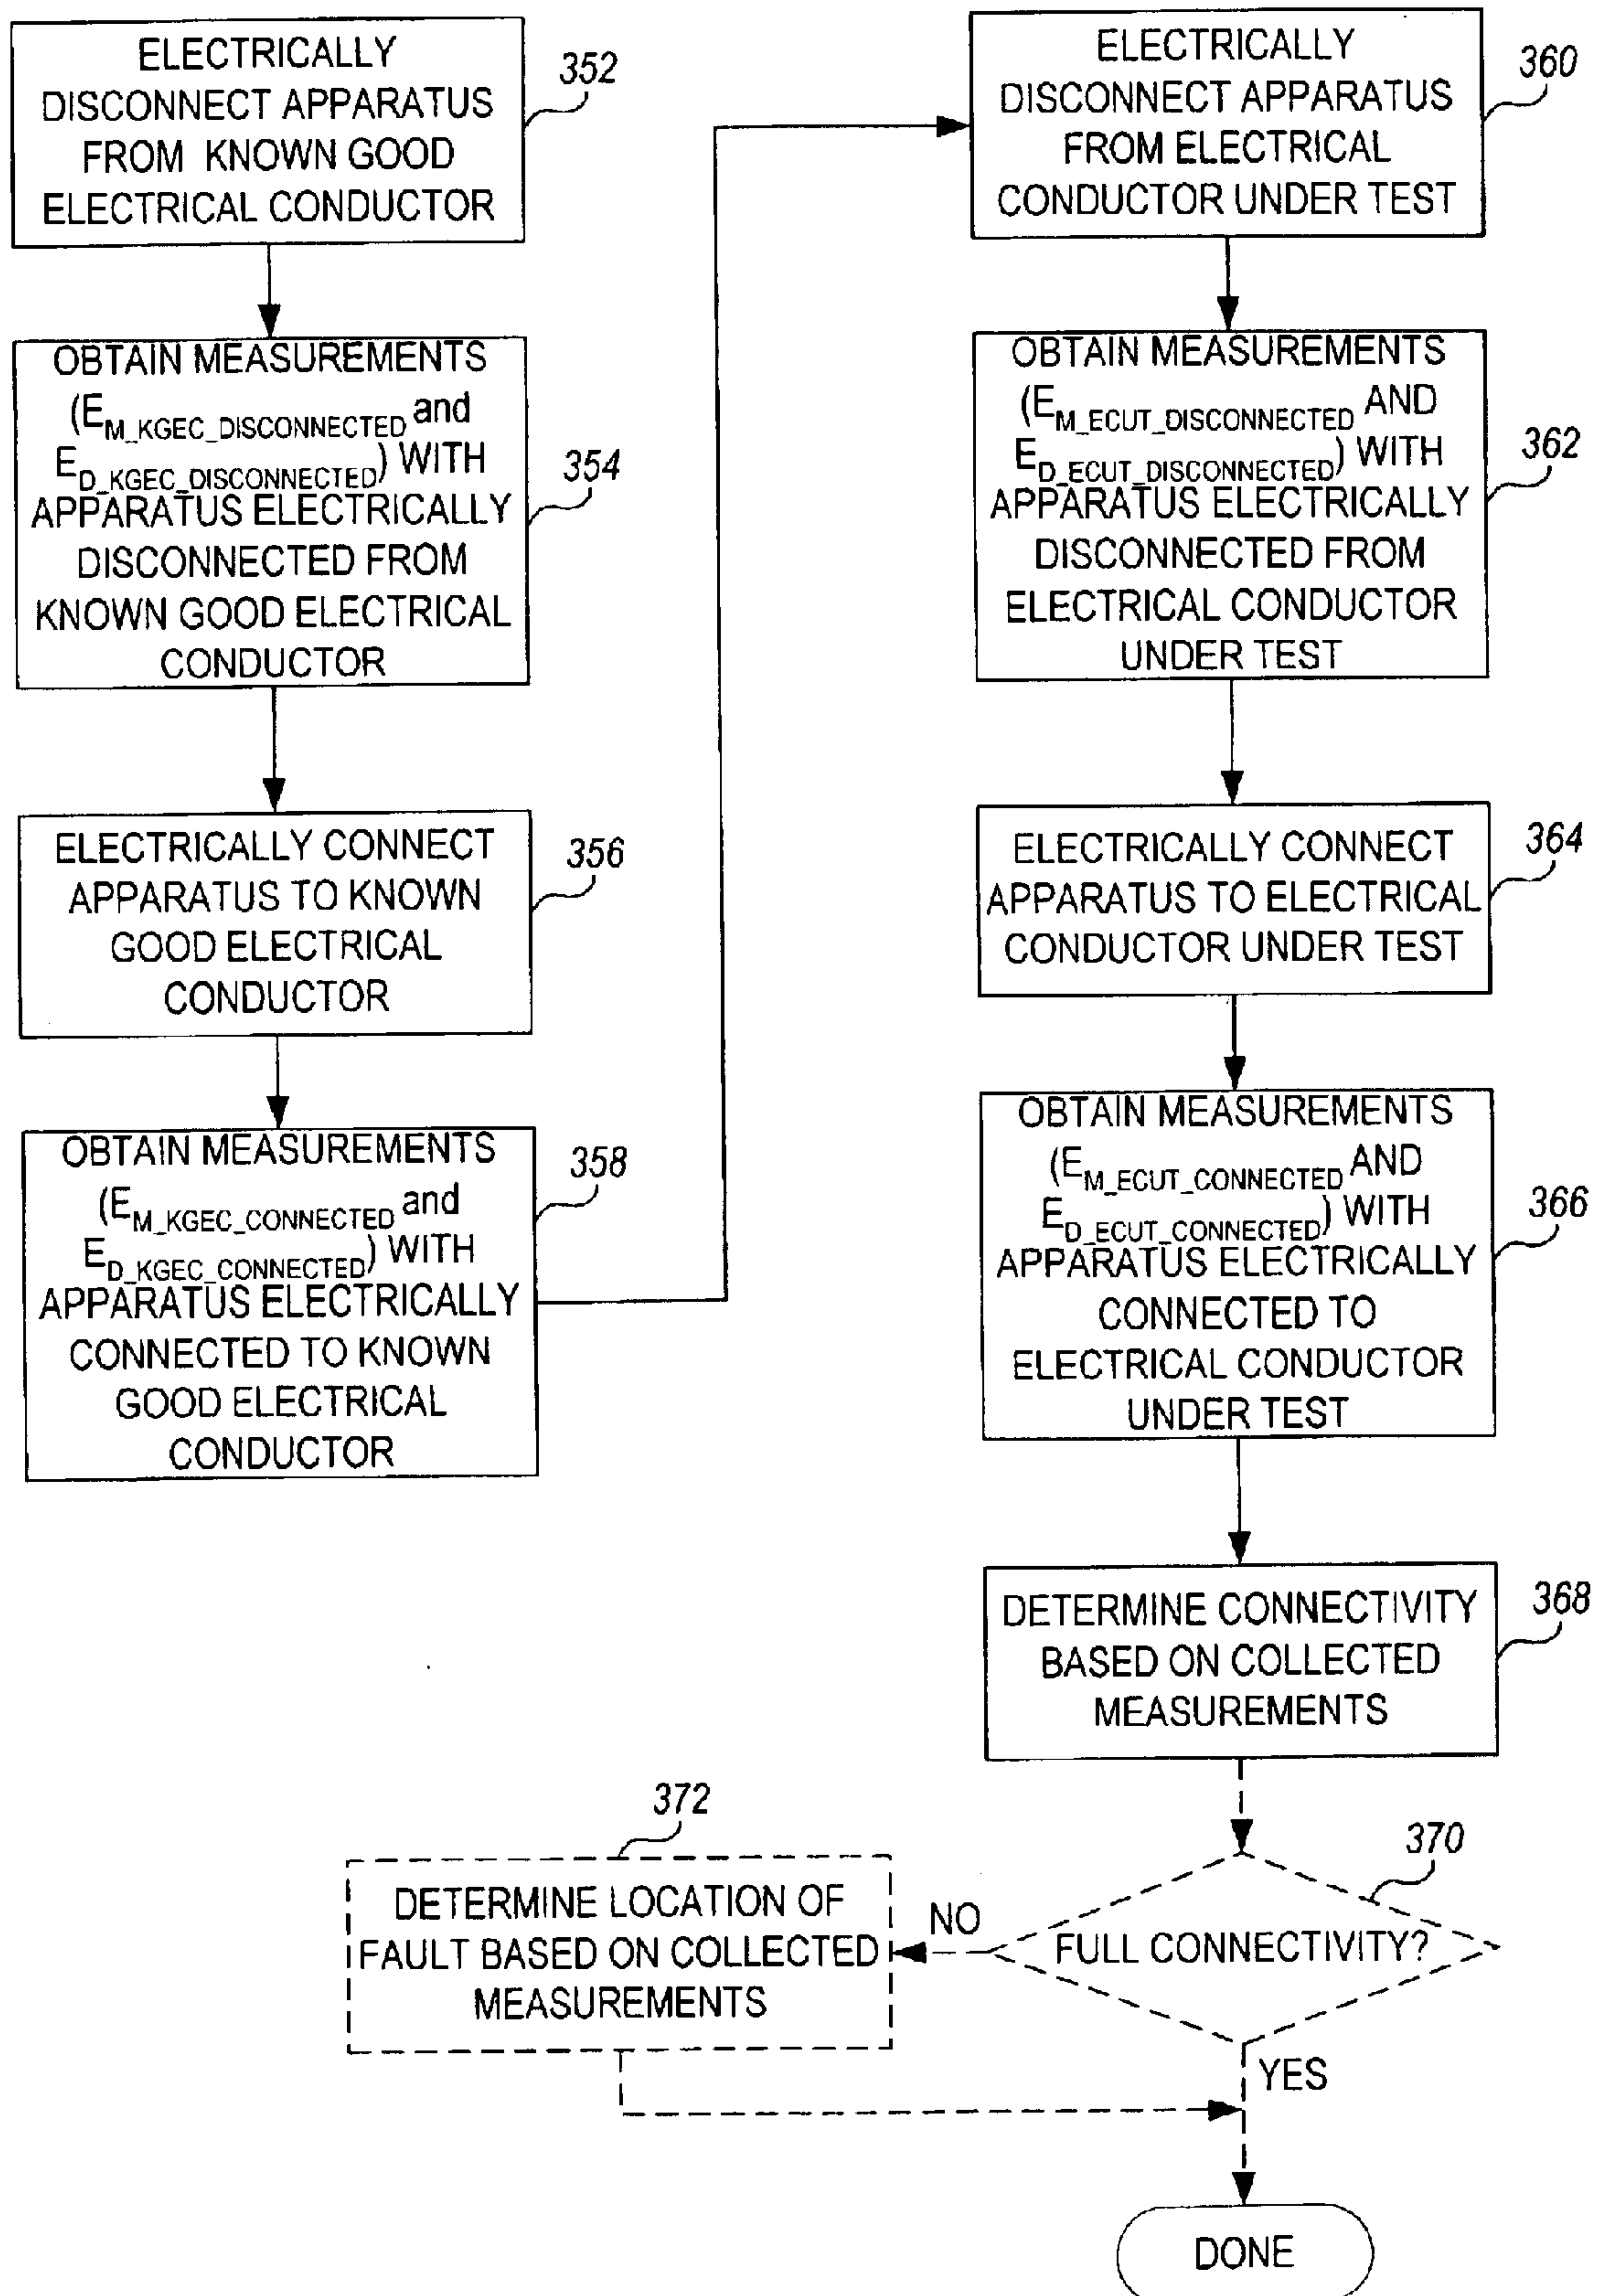 ELECTRICALLY
DISCONNECT APPARATUS
FROM KNOWN GOOD
ELECTRICAL CONDUCTOR
352
OBTAIN MEASUREMENTS
(EM_KGEC_DISCONNECTED and
ED_KGEC_DISCONNECTED) WITH
APPARATUS ELECTRICALLY
DISCONNECTED FROM
KNOWN GOOD ELECTRICAL
CONDUCTOR
354
ELECTRICALLY CONNECT
APPARATUS TO KNOWN
GOOD ELECTRICAL
CONDUCTOR
356
OBTAIN MEASUREMENTS
(EM_KGEC_CONNECTED and
ED_KGEC_CONNECTED) WITH
APPARATUS ELECTRICALLY
CONNECTED TO KNOWN
GOOD ELECTRICAL
CONDUCTOR
358
ELECTRICALLY
DISCONNECT APPARATUS
FROM ELECTRICAL
CONDUCTOR UNDER TEST
360
OBTAIN MEASUREMENTS
(EM_ECUT_DISCONNECTED AND
ED_ECUT_DISCONNECTED) WITH
APPARATUS ELECTRICALLY
DISCONNECTED FROM
ELECTRICAL CONDUCTOR
UNDER TEST
362
ELECTRICALLY CONNECT
APPARATUS TO ELECTRICAL
CONDUCTOR UNDER TEST
364
OBTAIN MEASUREMENTS
(EM_ECUT_CONNECTED AND
ED_ECUT_CONNECTED) WITH
APPARATUS ELECTRICALLY
CONNECTED TO
ELECTRICAL CONDUCTOR
UNDER TEST
366
DETERMINE CONNECTIVITY
BASED ON COLLECTED
MEASUREMENTS
368
FULL CONNECTIVITY?
370
NO
DETERMINE LOCATION OF
FAULT BASED ON COLLECTED
MEASUREMENTS
372
YES
DONE